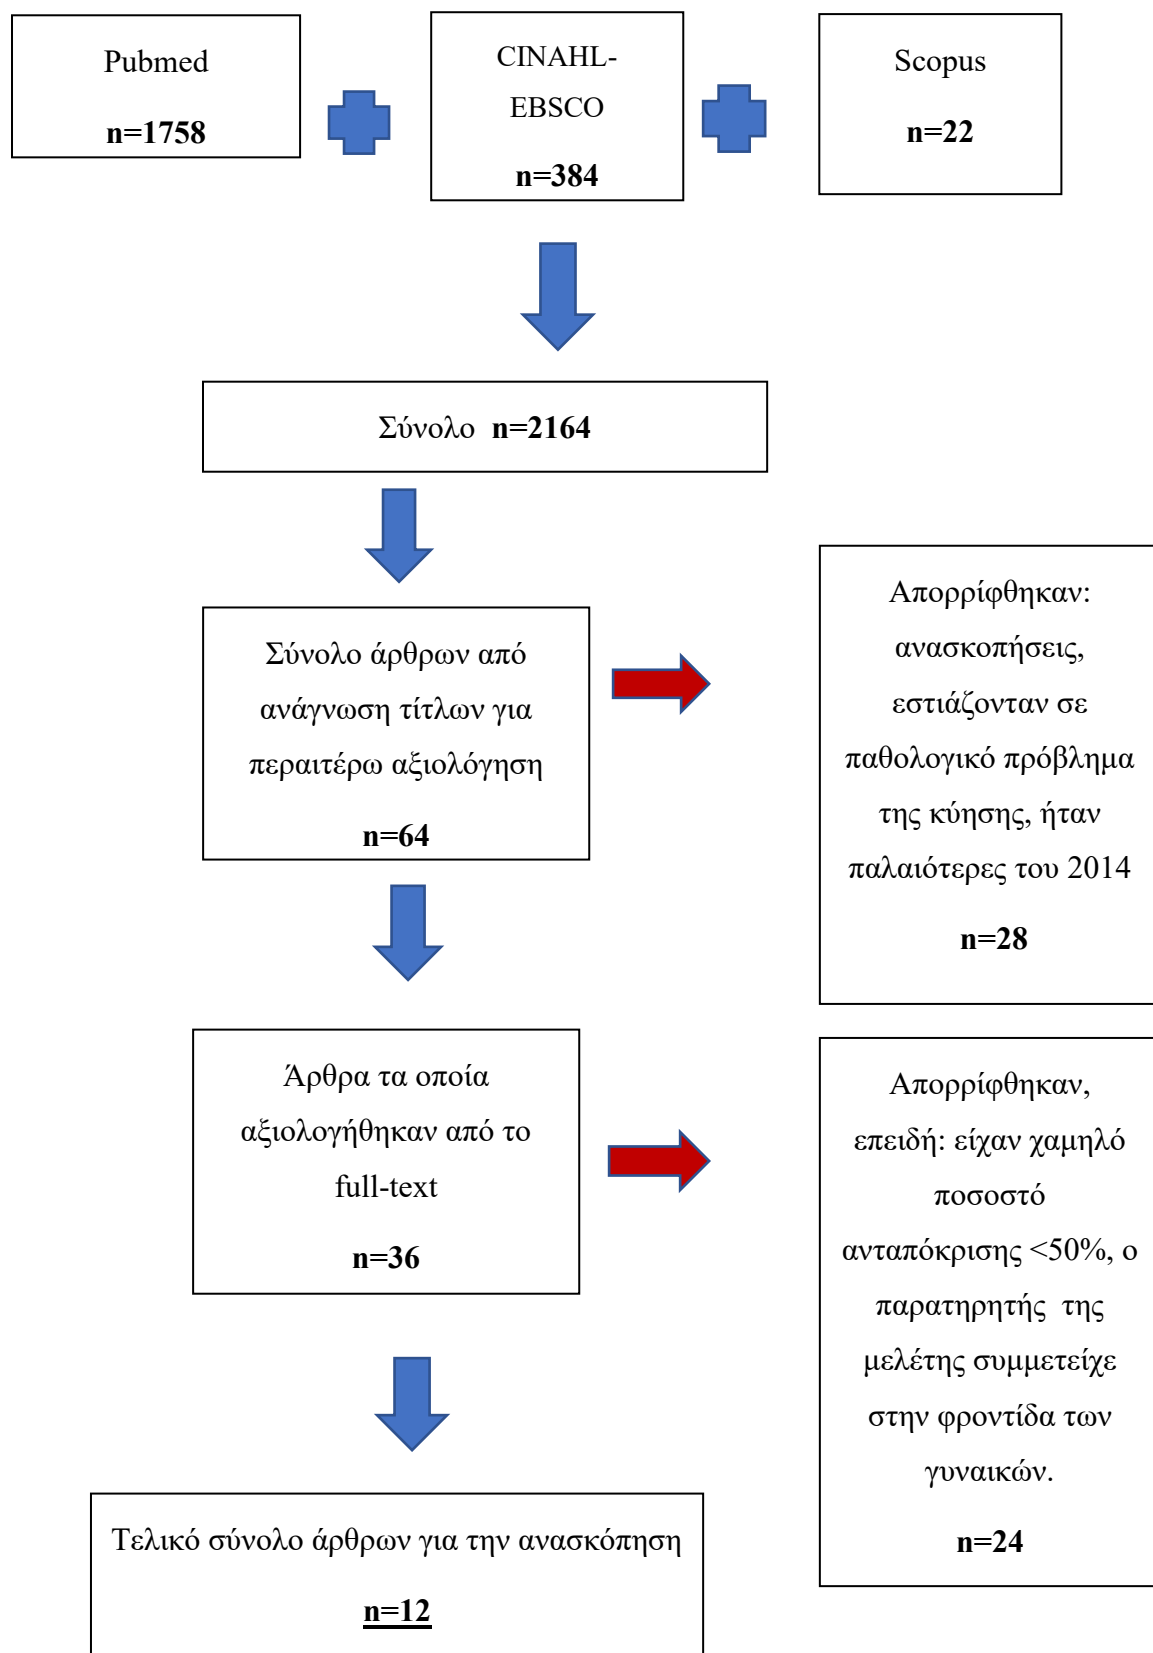 Pubmed
n=1758
CINAHL-
EBSCO
n=384
Scopus
n=22
Σύνολο n=2164
Σύνολο άρθρων από
ανάγνωση τίτλων για
περαιτέρω αξιολόγηση
n=64
Απορρίφθηκαν:
ανασκοπήσεις,
εστιάζονταν σε
παθολογικό πρόβλημα
της κύησης, ήταν
παλαιότερες του 2014
n=28
Άρθρα τα οποία
αξιολογήθηκαν από το
full-text
n=36
Απορρίφθηκαν,
επειδή: είχαν χαμηλό
ποσοστό
ανταπόκρισης <50%, ο
παρατηρητής της
μελέτης συμμετείχε
στην φροντίδα των
γυναικών.
n=24
Τελικό σύνολο άρθρων για την ανασκόπηση
n=12